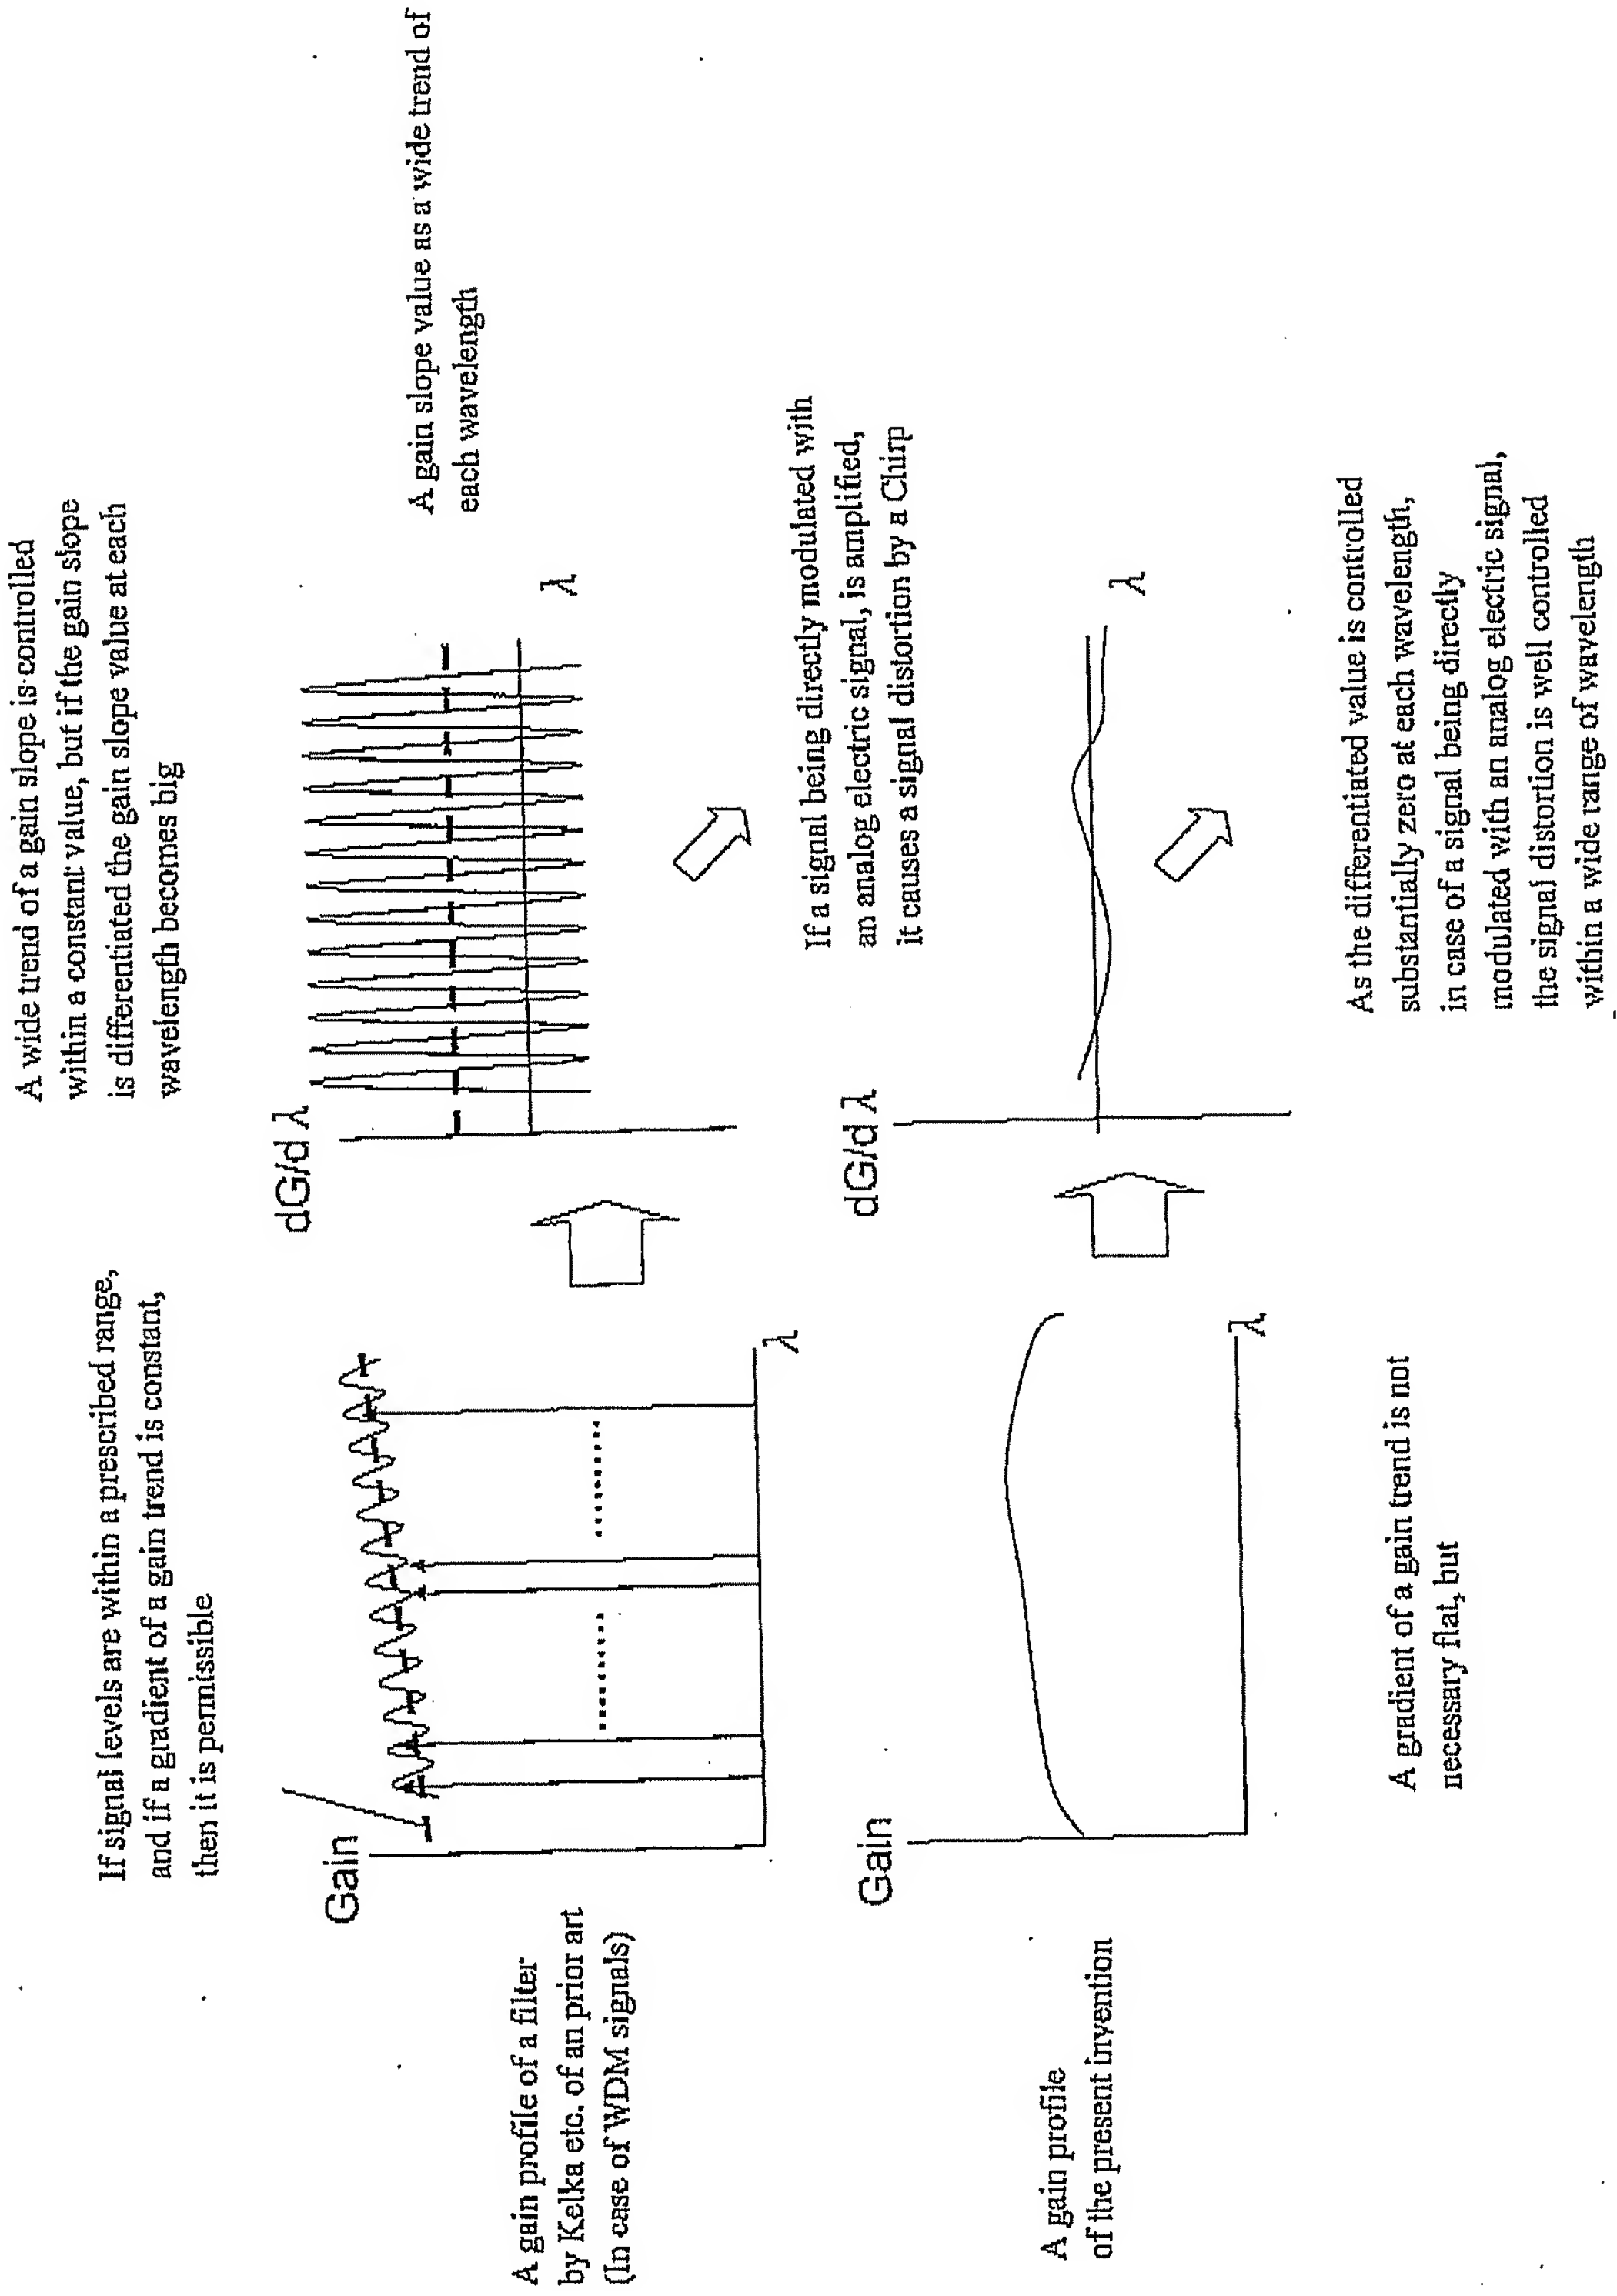 If signal levels are within a prescribed range,
and if a gradient of a gain trend is constant,
then it is permissible
A wide trend of a gain slope is controlled
within a constant value, but if the gain slope
is differentiated the gain slope value at each
wavelength becomes big
A gain profile of a filter
by Kelka etc. of an prior art
(In case of WDM signals)
Gain
λ
dG/d λ
λ
A gain slope value as a wide trend of
each wavelength
If a signal being directly modulated with
an analog electric signal, is amplified,
it causes a signal distortion by a Chirp
A gain profile
of the present invention
Gain
λ
dG/d λ
λ
A gradient of a gain trend is not
necessary flat, but
As the differentiated value is controlled
substantially zero at each wavelength,
in case of a signal being directly
modulated with an analog electric signal,
the signal distortion is well controlled
within a wide range of wavelength